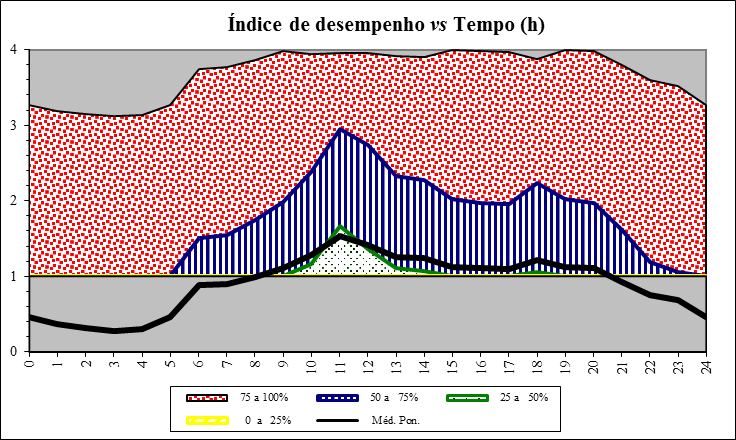 Índice de desempenho vs Tempo (h)
4
3
2
1
0
0 1 2 3 4 5 6 7 8 9 10 11 12 13 14 15 16 17 18 19 20 21 22 23 24
75 a 100% 50 a 75% 25 a 50%
0 a 25% Méd. Pon.